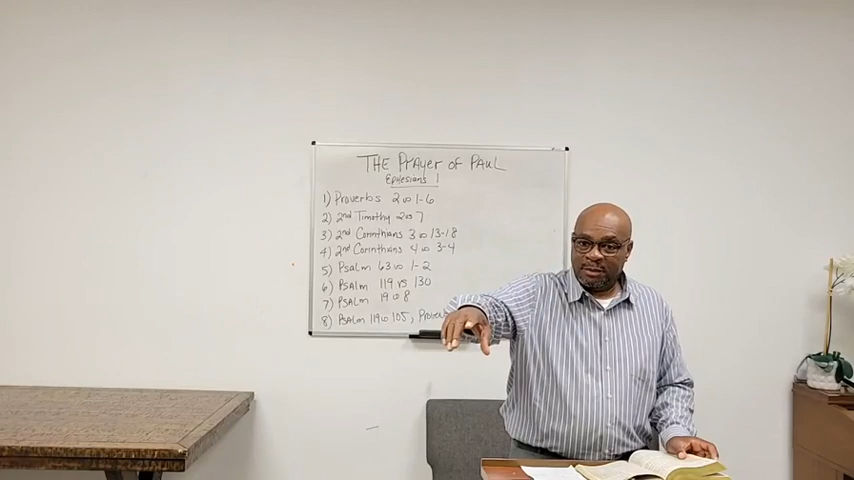 THE Prayer of PAUL
Ephesians 1
1) Proverbs 2 vs 1-6
2) 2nd Timothy 2 vs 7
3) 2nd Corinthians 3 vs 13-18
4) 2nd Corinthians 4 vs 3-4
5) Psalm 63 vs 1-2
6) Psalm 119 vs 130
7) Psalm 19 vs 8
8) Psalm 119 vs 105,